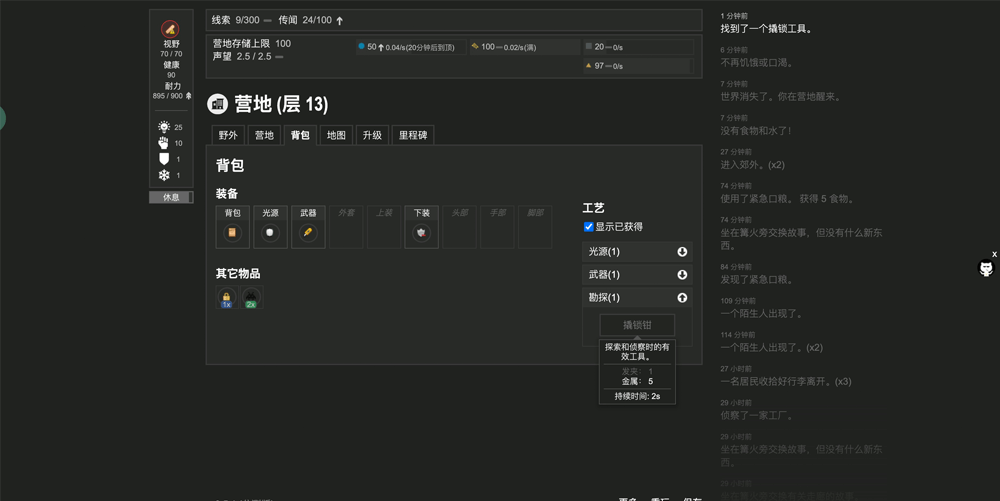 视野
70 / 70
健康
90
耐力
895 / 900
25
10
1
1
休息
线索 9/300 传闻 24/100
营地存储上限 100
声望 2.5 / 2.5
50 0.04/s(20分钟后到顶)
100 0.02/s(满)
20 0/s
97 0/s
营地 (层 13)
野外 营地 背包 地图 升级 里程碑
背包
装备
背包 光源 武器 外套 上装 下装 头部 手部 脚部
其它物品
1x 2x
工艺
显示已获得
光源(1)
武器(1)
勘探(1)
撬锁钳
探索和侦察时的有
效工具。
发夹: 1
金属: 5
持续时间: 2s
1 分钟前
找到了一个撬锁工具。
6 分钟前
不再饥饿或口渴。
7 分钟前
世界消失了。你在营地醒来。
7 分钟前
没有食物和水了!
27 分钟前
进入郊外。(x2)
74 分钟前
使用了紧急口粮。 获得 5 食物。
74 分钟前
坐在篝火旁交换故事,但没有什么新东
西。
84 分钟前
发现了紧急口粮。
109 分钟前
一个陌生人出现了。
114 分钟前
一个陌生人出现了。(x2)
27 小时前
一名居民收拾好行李离开。(x3)
29 小时前
侦察了一家工厂。
29 小时前
坐在篝火旁交换故事,但没有什么新东
西。
x